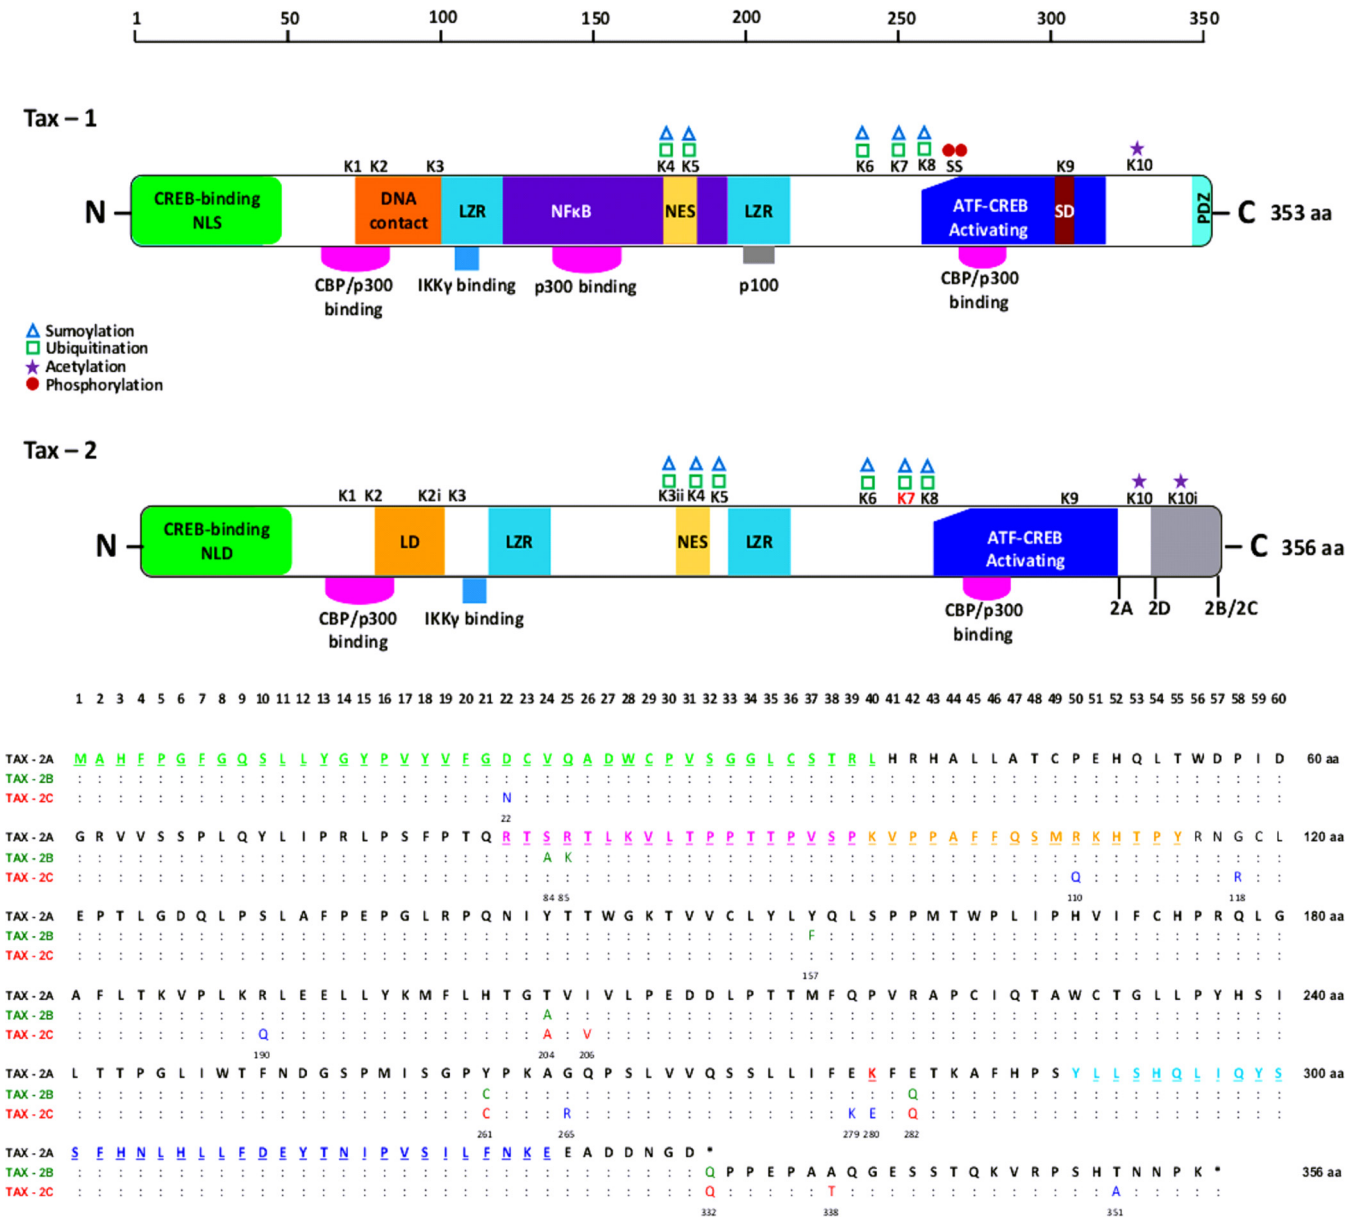 1 50 100 150 200 250 300 350
Tax – 1
K1 K2 K3 K4 K5 K6 K7 K8 SS K9 K10
N CREB-binding NLS DNA contact LZR NFκB NES LZR ATF-CREB Activating SD PDZ C 353 aa
CBP/p300 binding IKKγ binding p300 binding p100 CBP/p300 binding
Sumoylation
Ubiquitination
Acetylation
Phosphorylation
Tax – 2
K1 K2 K2i K3 K3ii K4 K5 K6 K7 K8 K9 K10 K10i
N CREB-binding NLD LD LZR NES LZR ATF-CREB Activating C 356 aa
CBP/p300 binding IKKγ binding CBP/p300 binding 2A 2D 2B/2C
1 2 3 4 5 6 7 8 9 10 11 12 13 14 15 16 17 18 19 20 21 22 23 24 25 26 27 28 29 30 31 32 33 34 35 36 37 38 39 40 41 42 43 44 45 46 47 48 49 50 51 52 53 54 55 56 57 58 59 60
TAX - 2A M A H F P G F G Q S L L Y G Y P V Y V F G D C V Q A D W C P V S G G L C S T R L H R H A L L A T C P E H Q L T W D P I D 60 aa
TAX - 2B : : : : : : : : : : : : : : : : : : : : : : : : : : : : : : : : : : : : : : : : : : : : : : : : : : : : : : : : : : : :
TAX - 2C : : : : : : : : : : : : : : : : : : : : : N : : : : : : : : : : : : : : : : : : : : : : : : : : : : : : : : : : : : : :
22
TAX - 2A G R V V S S P L Q Y L I P R L P S F P T Q R T S R T L K V L T P P T T P V S P K V P P A F F Q S M R K H T P Y R N G C L 120 aa
TAX - 2B : : : : : : : : : : : : : : : : : : : : : : : A K : : : : : : : : : : : : : : : : : : : : : : : : : : : : : : : : : : :
TAX - 2C : : : : : : : : : : : : : : : : : : : : : : : : : : : : : : : : : : : : : : : : : : : : : : : : : Q : : : : : : : R : :
84 85 110 118
TAX - 2A E P T L G D Q L P S L A F P E P G L R P Q N I Y T T W G K T V V C L Y L Y Q L S P P M T W P L I P H V I F C H P R Q L G 180 aa
TAX - 2B : : : : : : : : : : : : : : : : : : : : : : : : : : : : : : : : : : : : F : : : : : : : : : : : : : : : : : : : : : : :
TAX - 2C : : : : : : : : : : : : : : : : : : : : : : : : : : : : : : : : : : : : : : : : : : : : : : : : : : : : : : : : : : : :
157
TAX - 2A A F L T K V P L K R L E E L L Y K M F L H T G T V I V L P E D D L P T T M F Q P V R A P C I Q T A W C T G L L P Y H S I 240 aa
TAX - 2B : : : : : : : : : : : : : : : : : : : : : : : A : : : : : : : : : : : : : : : : : : : : : : : : : : : : : : : : : : : :
TAX - 2C : : : : : : : : : Q : : : : : : : : : : : : : A : V : : : : : : : : : : : : : : : : : : : : : : : : : : : : : : : : : :
190 204 206
TAX - 2A L T T P G L I W T F N D G S P M I S G P Y P K A G Q P S L V V Q S S L L I F E K F E T K A F H P S Y L L S H Q L I Q Y S 300 aa
TAX - 2B : : : : : : : : : : : : : : : : : : : : C : : : : : : : : : : : : : : : : : : : : Q : : : : : : : : : : : : : : : : : :
TAX - 2C : : : : : : : : : : : : : : : : : : : : C : : : R : : : : : : : : : : : : : K E : Q : : : : : : : : : : : : : : : : : :
261 265 279 280 282
TAX - 2A S F H N L H L L F D E Y T N I P V S I L F N K E E A D D N G D *
TAX - 2B : : : : : : : : : : : : : : : : : : : : : : : : : : : : : : : Q P P E P A A Q G E S S T Q K V R P S H T N N P K * 356 aa
TAX - 2C : : : : : : : : : : : : : : : : : : : : : : : : : : : : : : : Q : : : : : T : : : : : : : : : : : : : A : : : : :
332 338 351